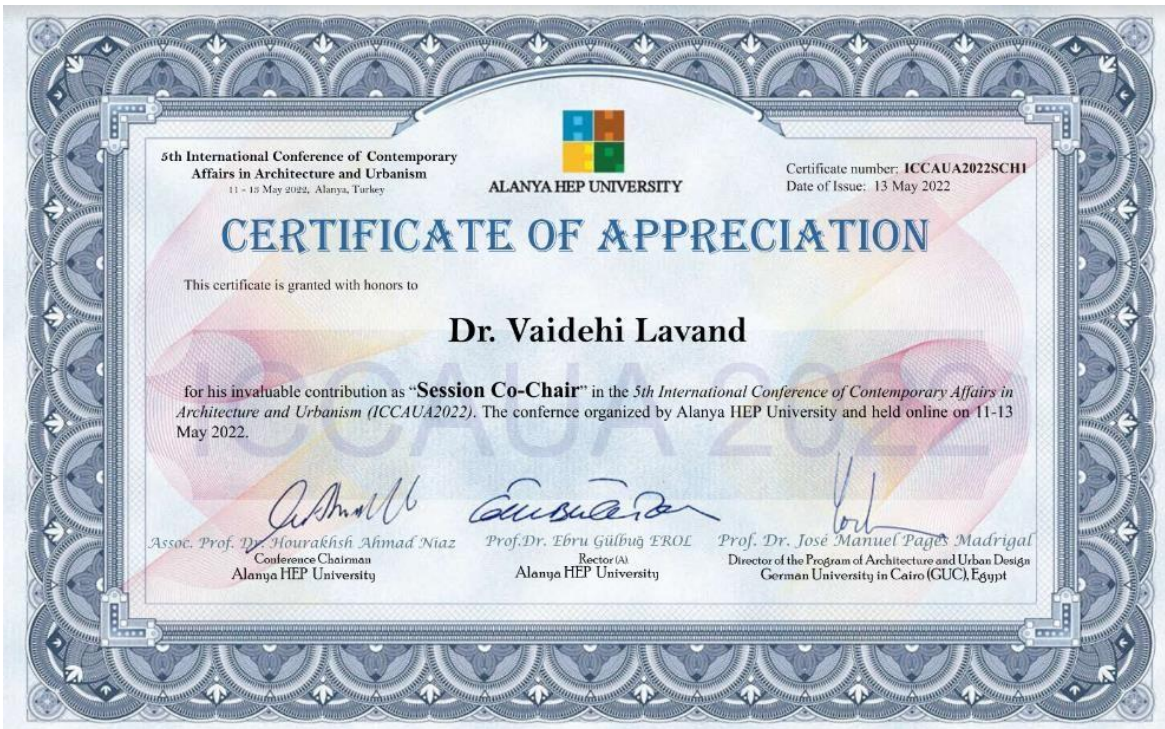 5th International Conference of Contemporary
Affairs in Architecture and Urbanism
11 - 13 May 2022, Alanya, Turkey
ALANYA HEP UNIVERSITY
Certificate number: ICCAUA2022SCH1
Date of Issue: 13 May 2022
CERTIFICATE OF APPRECIATION
This certificate is granted with honors to
Dr. Vaidehi Lavand
for his invaluable contribution as “Session Co-Chair” in the 5th International Conference of Contemporary Affairs in
Architecture and Urbanism (ICCAUA2022). The confernce organized by Alanya HEP University and held online on 11-13
May 2022.
ICCAUA 2022
Assoc. Prof. Dr. Hourakhsh Ahmad Niaz
Conference Chairman
Alanya HEP University
Prof.Dr. Ebru Gülbuğ EROL
Rector (A)
Alanya HEP University
Prof. Dr. José Manuel Pagés Madrigal
Director of the Program of Architecture and Urban Design
German University in Cairo (GUC), Egypt